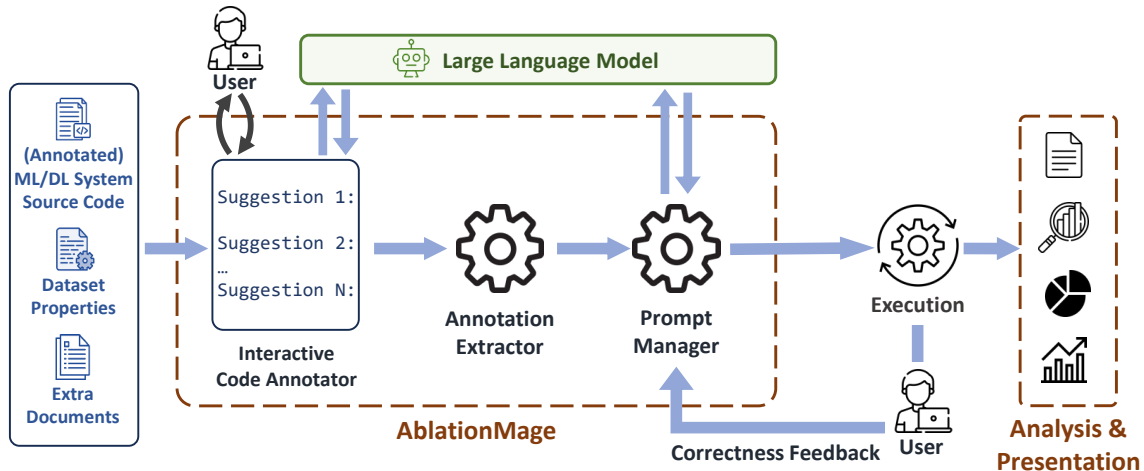 User
Large Language Model
(Annotated)
ML/DL System
Source Code
Dataset
Properties
Extra
Documents
Suggestion 1:
Suggestion 2:
…
Suggestion N:
Interactive
Code Annotator
Annotation
Extractor
Prompt
Manager
AblationMage
Execution
User
Correctness Feedback
Analysis &
Presentation